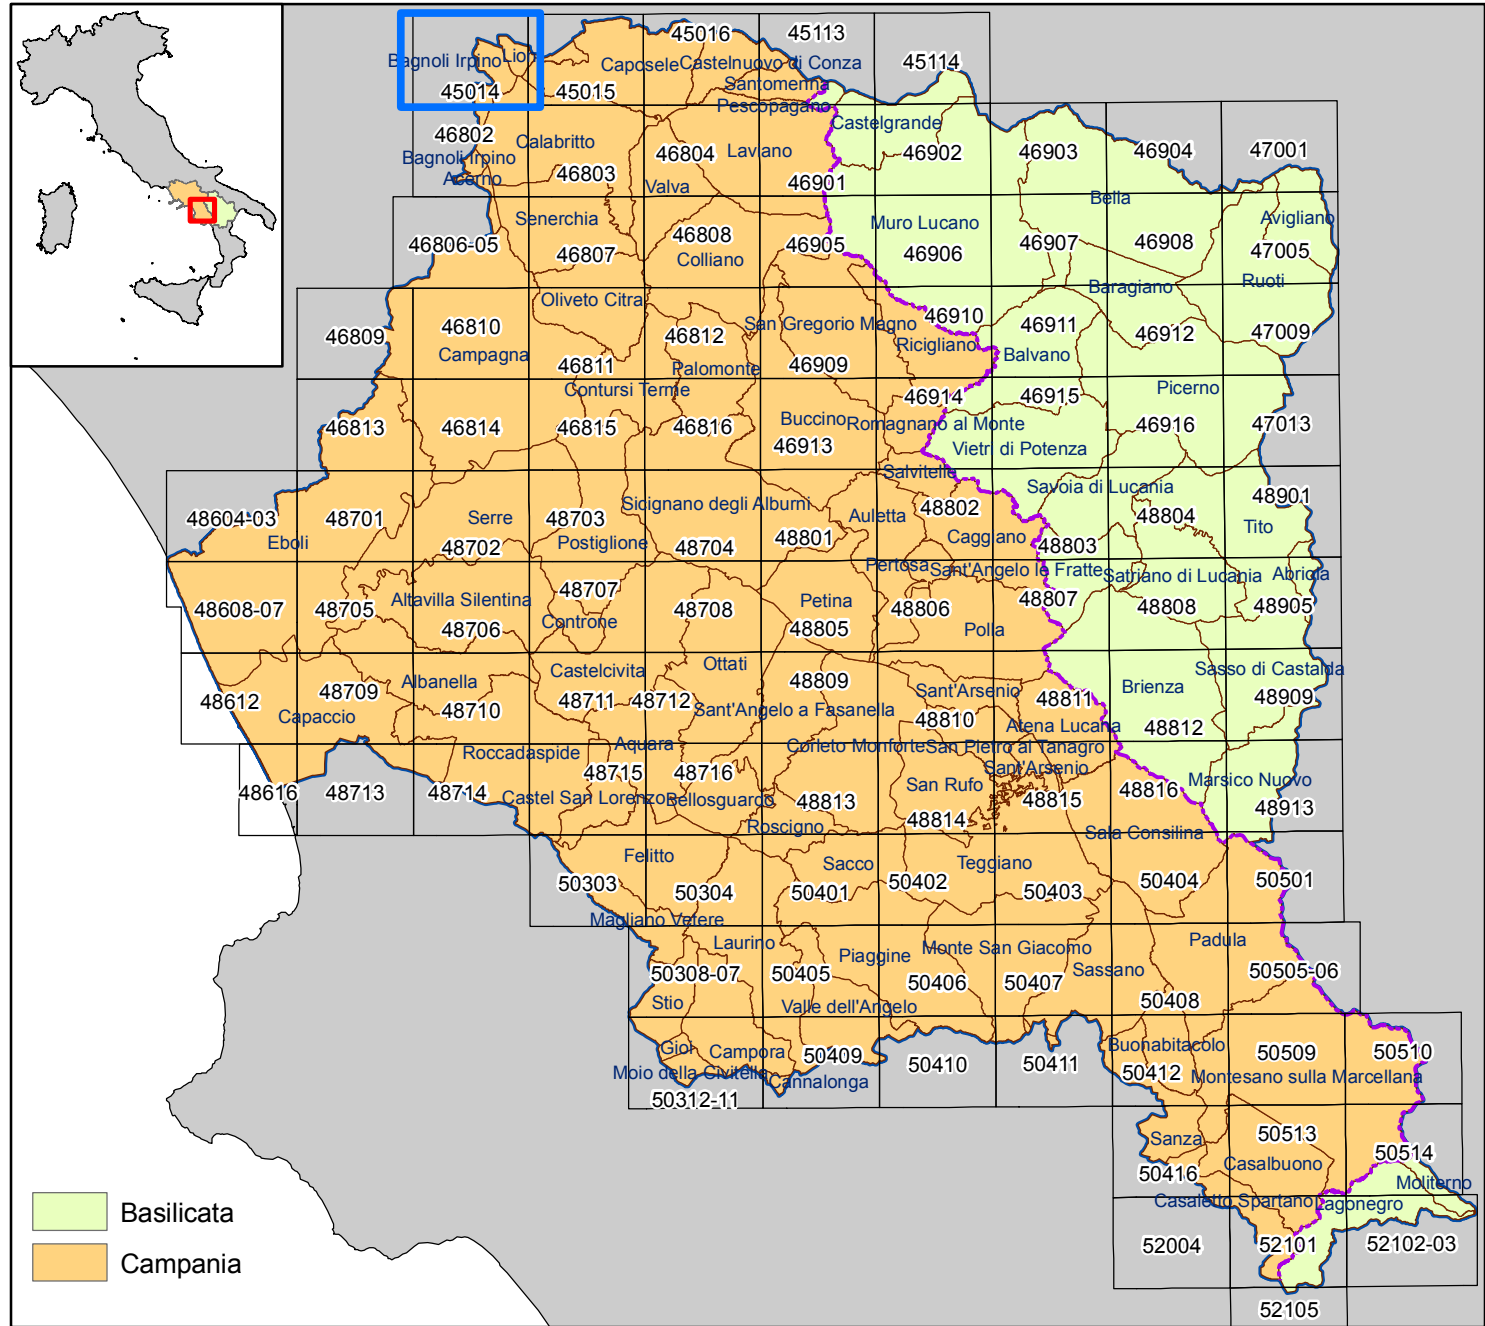 45016
45113
Bagnoli Irpino
Lioni
Caposele
Castelnuovo di Conza
45114
45014
45015
Santomenna
Pescopagano
46802
Calabritto
Castelgrande
Bagnoli Irpino
46804
Laviano
46902
46903
46904
47001
Acerno
46803
Valva
46901
Bella
Senerchia
Muro Lucano
Avigliano
46806-05
46807
46808
46905
46906
46907
46908
47005
Colliano
Oliveto Citra
Baragiano
Ruoti
46809
46810
46812
San Gregorio Magno
46910
46911
46912
47009
Campagna
46811
Palomonte
46909
Ricigliano
Balvano
Contursi Terme
46914
46915
Picerno
46813
46814
46815
46816
Buccino
Romagnano al Monte
46916
47013
46913
Vietri di Potenza
Salvitelle
Savoia di Lucania
48901
48604-03
48701
Serre
48703
Sicignano degli Alburni
Auletta
48802
48804
Tito
Eboli
48702
Postiglione
48704
48801
Caggiano
48803
Pertosa
Sant'Angelo le Fratte
Satriano di Lucania
Abriola
48608-07
48705
Altavilla Silentina
48707
48708
Petina
48806
48807
48808
48905
48706
Controne
48805
Polla
Castelcivita
Ottati
Sasso di Castalda
48612
48709
Albanella
48711
48712
48809
Sant'Arsenio
48811
Brienza
48909
Capaccio
48710
Sant'Angelo a Fasanella
48810
Atena Lucana
48812
Roccadaspide
Aquara
Corleto Monforte
San Pietro al Tanagro
48616
48713
48714
48715
48716
Sant'Arsenio
Marsico Nuovo
Castel San Lorenzo
Bellosguardo
48813
San Rufo
48815
48816
48913
Roscigno
48814
Sala Consilina
Felitto
Sacco
Teggiano
50303
50304
50401
50402
50403
50404
50501
Magliano Vetere
Laurino
Piaggine
Monte San Giacomo
Padula
50308-07
50405
50406
50407
Sassano
50505-06
Stio
Valle dell'Angelo
50408
Gioi
Campora
50409
50410
50411
Buonabitacolo
50509
50510
Moio della Civitella
Cannalonga
50412
Montesano sulla Marcellana
50312-11
Sanza
50513
50514
50416
Casalbuono
Moliterno
Casaletto Spartano
Lagonegro
Basilicata
52004
52101
52102-03
Campania
52105